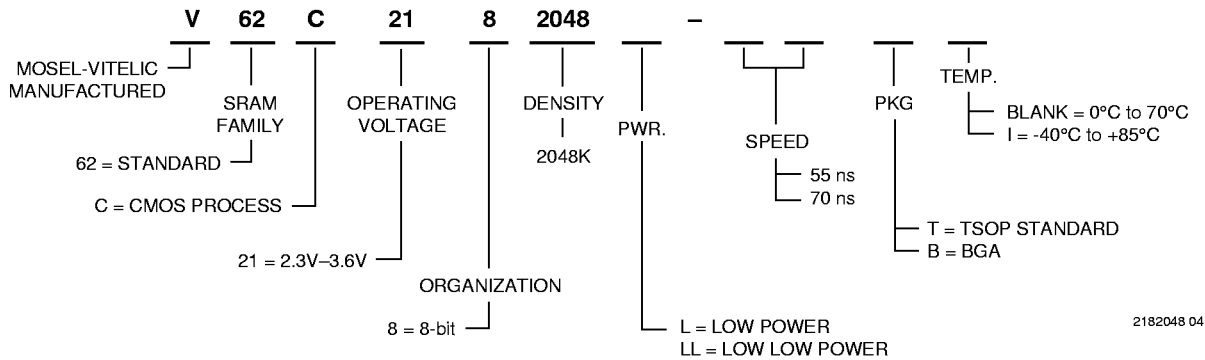 V 62 C 21 8 2048 –
MOSEL-VITELIC
MANUFACTURED
SRAM
FAMILY
62 = STANDARD
C = CMOS PROCESS
OPERATING
VOLTAGE
21 = 2.3V–3.6V
ORGANIZATION
8 = 8-bit
DENSITY
2048K
PWR.
L = LOW POWER
LL = LOW LOW POWER
SPEED
55 ns
70 ns
PKG
T = TSOP STANDARD
B = BGA
TEMP.
BLANK = 0°C to 70°C
I = -40°C to +85°C
2182048 04